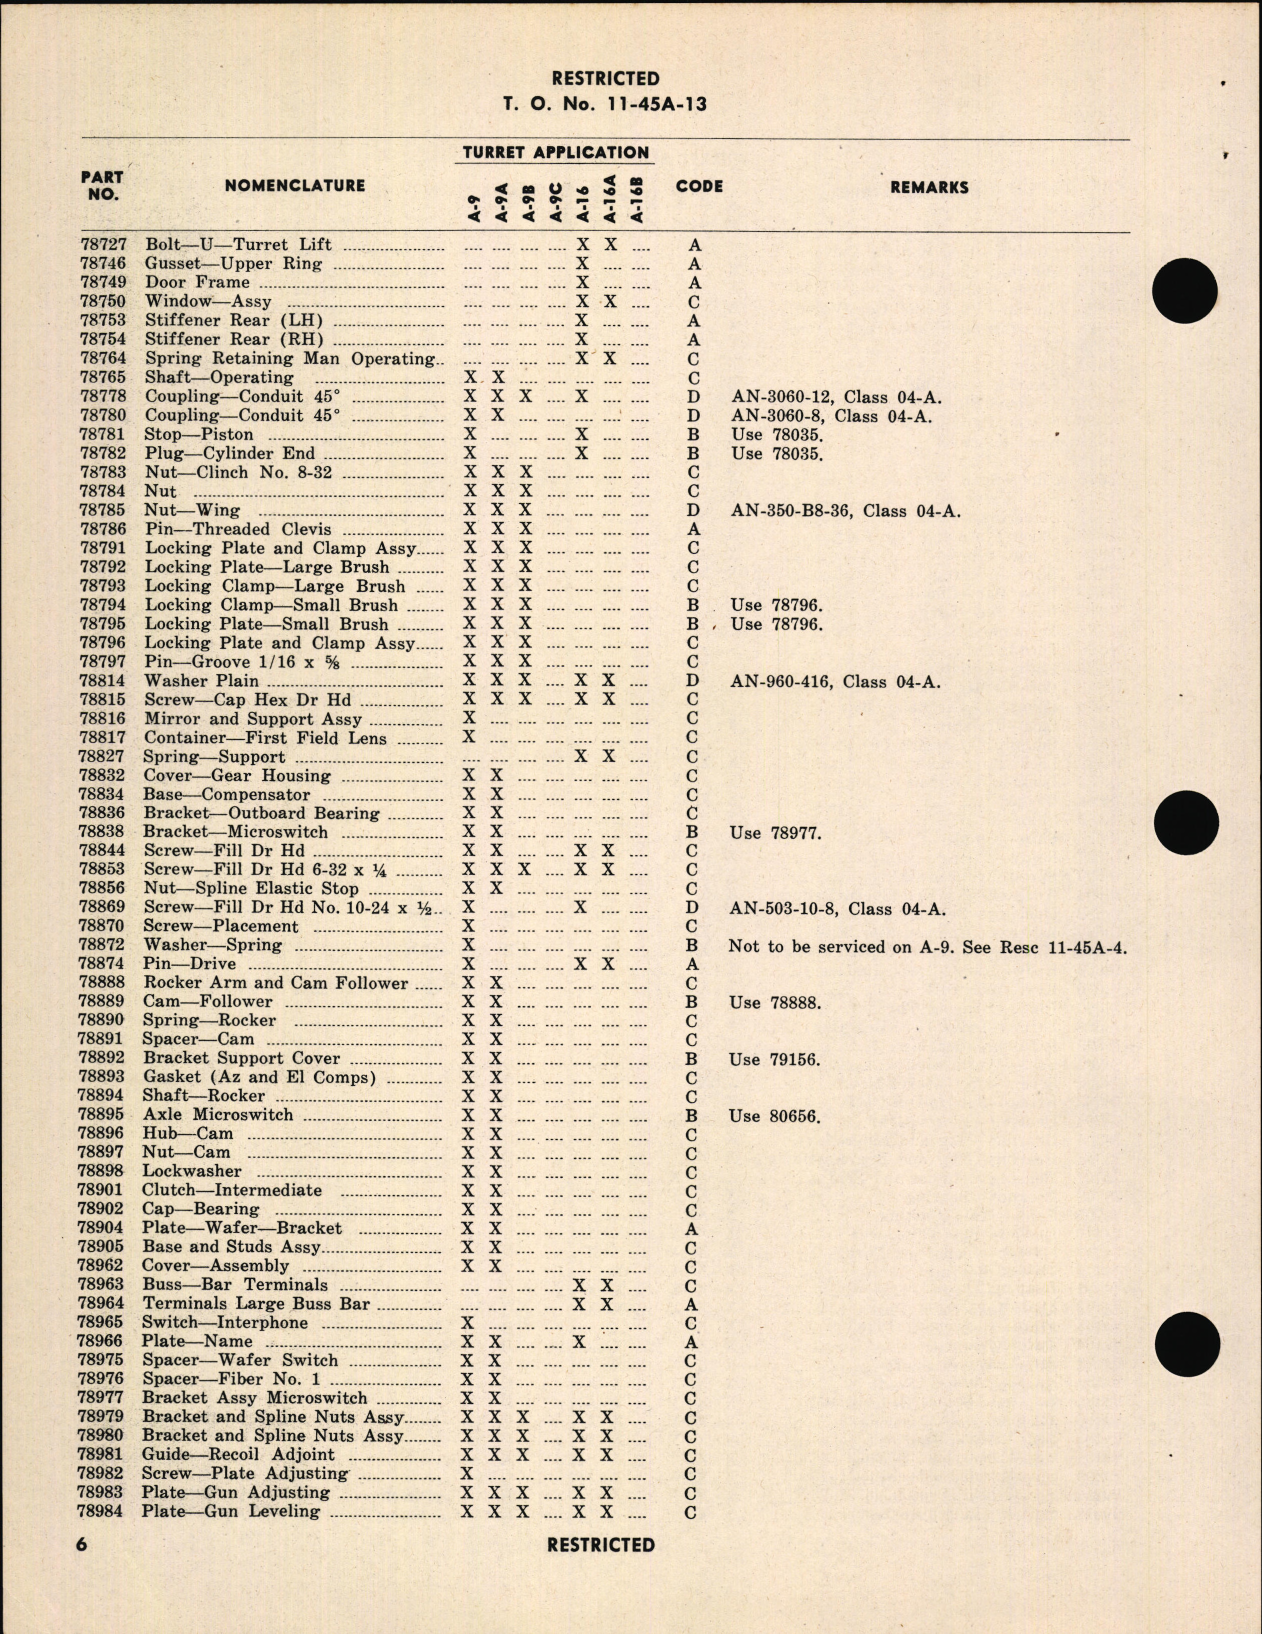 RESTRICTED
T. O. No. 11-45A-13
TURRET APPLICATION
PART NO. NOMENCLATURE A-9 A-9A A-9B A-9C A-16 A-16A A-16B CODE REMARKS
78727 Bolt—U—Turret Lift .... .... .... .... X X .... A
78746 Gusset—Upper Ring .... .... .... .... X .... .... A
78749 Door Frame .... .... .... .... X .... .... A
78750 Window—Assy .... .... .... .... X X .... C
78753 Stiffener Rear (LH) .... .... .... .... X .... .... A
78754 Stiffener Rear (RH) .... .... .... .... X .... .... A
78764 Spring Retaining Man Operating.. .... .... .... .... X X .... C
78765 Shaft—Operating X X .... .... .... .... .... C
78778 Coupling—Conduit 45° X X X .... X .... .... D AN-3060-12, Class 04-A.
78780 Coupling—Conduit 45° X X .... .... .... .... .... D AN-3060-8, Class 04-A.
78781 Stop—Piston X .... .... .... X .... .... B Use 78035.
78782 Plug—Cylinder End X .... .... .... X .... .... B Use 78035.
78783 Nut—Clinch No. 8-32 X X X .... .... .... .... C
78784 Nut X X X .... .... .... .... C
78785 Nut—Wing X X X .... .... .... .... D AN-350-B8-36, Class 04-A.
78786 Pin—Threaded Clevis X X X .... .... .... .... A
78791 Locking Plate and Clamp Assy X X X .... .... .... .... C
78792 Locking Plate—Large Brush X X X .... .... .... .... C
78793 Locking Clamp—Large Brush X X X .... .... .... .... C
78794 Locking Clamp—Small Brush X X X .... .... .... .... B Use 78796.
78795 Locking Plate—Small Brush X X X .... .... .... .... B Use 78796.
78796 Locking Plate and Clamp Assy X X X .... .... .... .... C
78797 Pin—Groove 1/16 x ⅝ X X X .... .... .... .... C
78814 Washer Plain X X X .... X X .... D AN-960-416, Class 04-A.
78815 Screw—Cap Hex Dr Hd X X X .... X X .... C
78816 Mirror and Support Assy X .... .... .... .... .... .... C
78817 Container—First Field Lens X .... .... .... .... .... .... C
78827 Spring—Support .... .... .... .... X X .... C
78832 Cover—Gear Housing X X .... .... .... .... .... C
78834 Base—Compensator X X .... .... .... .... .... C
78836 Bracket—Outboard Bearing X X .... .... .... .... .... C
78838 Bracket—Microswitch X X .... .... .... .... .... B Use 78977.
78844 Screw—Fill Dr Hd X X .... .... X X .... C
78853 Screw—Fill Dr Hd 6-32 x ¼ X X X .... X X .... C
78856 Nut—Spline Elastic Stop X X .... .... .... .... .... C
78869 Screw—Fill Dr Hd No. 10-24 x ½.. X .... .... .... X .... .... D AN-503-10-8, Class 04-A.
78870 Screw—Placement X .... .... .... .... .... .... C
78872 Washer—Spring X .... .... .... .... .... .... B Not to be serviced on A-9. See Resc 11-45A-4.
78874 Pin—Drive X .... .... .... X X .... A
78888 Rocker Arm and Cam Follower X X .... .... .... .... .... C
78889 Cam—Follower X X .... .... .... .... .... B Use 78888.
78890 Spring—Rocker X X .... .... .... .... .... C
78891 Spacer—Cam X X .... .... .... .... .... C
78892 Bracket Support Cover X X .... .... .... .... .... B Use 79156.
78893 Gasket (Az and El Comps) X X .... .... .... .... .... C
78894 Shaft—Rocker X X .... .... .... .... .... C
78895 Axle Microswitch X X .... .... .... .... .... B Use 80656.
78896 Hub—Cam X X .... .... .... .... .... C
78897 Nut—Cam X X .... .... .... .... .... C
78898 Lockwasher X X .... .... .... .... .... C
78901 Clutch—Intermediate X X .... .... .... .... .... C
78902 Cap—Bearing X X .... .... .... .... .... C
78904 Plate—Wafer—Bracket X X .... .... .... .... .... A
78905 Base and Studs Assy X X .... .... .... .... .... C
78962 Cover—Assembly X X .... .... .... .... .... C
78963 Buss—Bar Terminals .... .... .... .... X X .... C
78964 Terminals Large Buss Bar .... .... .... .... X X .... A
78965 Switch—Interphone X .... .... .... .... .... .... C
78966 Plate—Name X X .... .... X .... .... A
78975 Spacer—Wafer Switch X X .... .... .... .... .... C
78976 Spacer—Fiber No. 1 X X .... .... .... .... .... C
78977 Bracket Assy Microswitch X X .... .... .... .... .... C
78979 Bracket and Spline Nuts Assy X X X .... X X .... C
78980 Bracket and Spline Nuts Assy X X X .... X X .... C
78981 Guide—Recoil Adjoint X X X .... X X .... C
78982 Screw—Plate Adjusting X .... .... .... .... .... .... C
78983 Plate—Gun Adjusting X X X .... X X .... C
78984 Plate—Gun Leveling X X X .... X X .... C
6 RESTRICTED